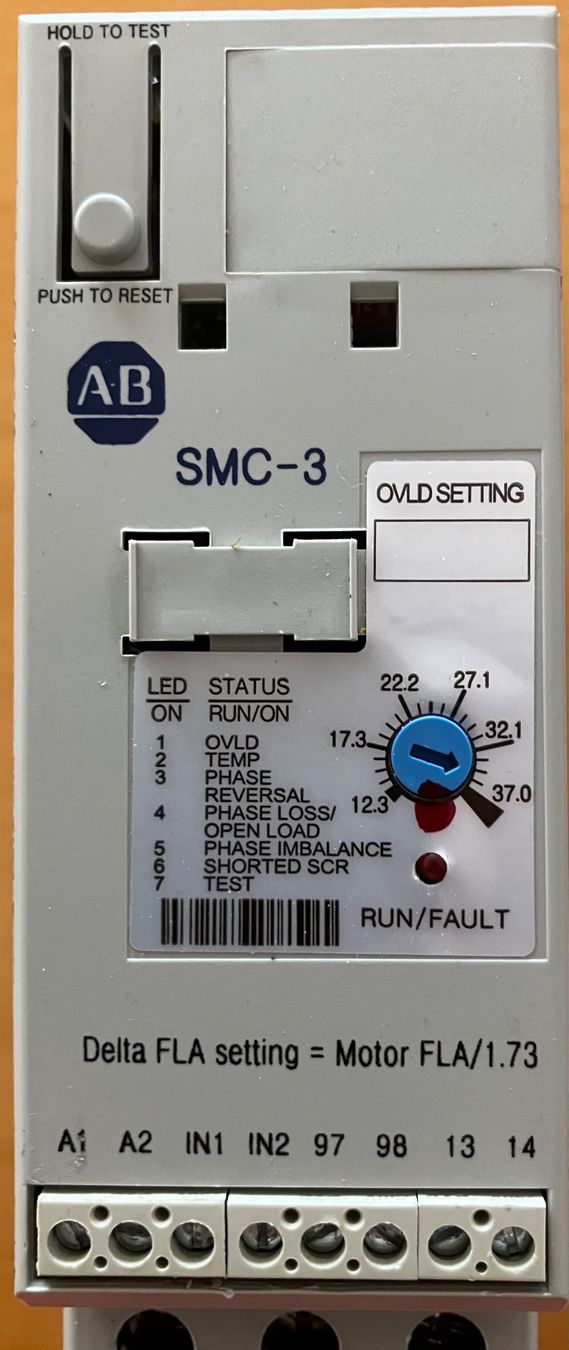 HOLD TO TEST
PUSH TO RESET
A·B
SMC-3
OVLD SETTING
LED STATUS
ON RUN/ON
1 OVLD
2 TEMP
3 PHASE
REVERSAL
4 PHASE LOSS/
OPEN LOAD
5 PHASE IMBALANCE
6 SHORTED SCR
7 TEST
12.3
17.3
22.2
27.1
32.1
37.0
RUN/FAULT
Delta FLA setting = Motor FLA/1.73
A1 A2 IN1 IN2 97 98 13 14